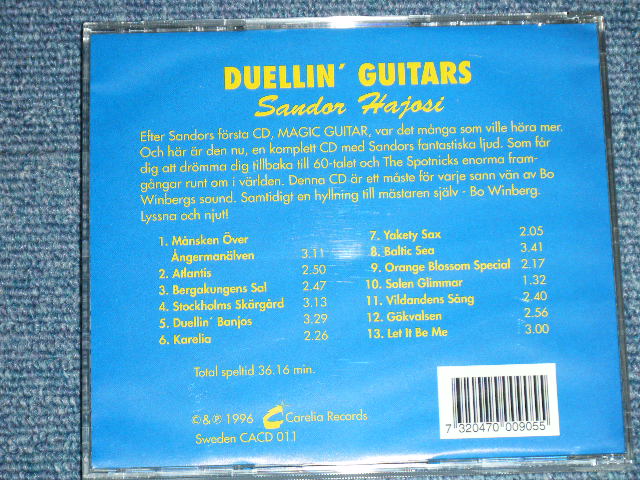 DUELLIN´ GUITARS
Sandor Hajosi
Efter Sandors första CD, MAGIC GUITAR, var det många som ville höra mer.
Och här är den nu, en komplett CD med Sandors fantastiska ljud. Som får
dig att drömma dig tillbaka till 60-talet och The Spotnicks enorma fram-
gångar runt om i världen. Denna CD är ett måste för varje sann vän av Bo
Winbergs sound. Samtidigt en hyllning till mästaren själv - Bo Winberg.
Lyssna och njut!
1. Månsken Över
Ångermanälven 3.11
2. Atlantis 2.50
3. Bergakungens Sal 2.47
4. Stockholms Skärgård 3.13
5. Duellin´ Banjos 3.29
6. Karelia 2.26
7. Yakety Sax 2.05
8. Baltic Sea 3.41
9. Orange Blossom Special 2.17
10. Solen Glimmar 1.32
11. Vildandens Sång 2.40
12. Gökvalsen 2.56
13. Let It Be Me 3.00
Total speltid 36.16 min.
©&℗ 1996 Carelia Records
Sweden CACD 011
7 320470 009055